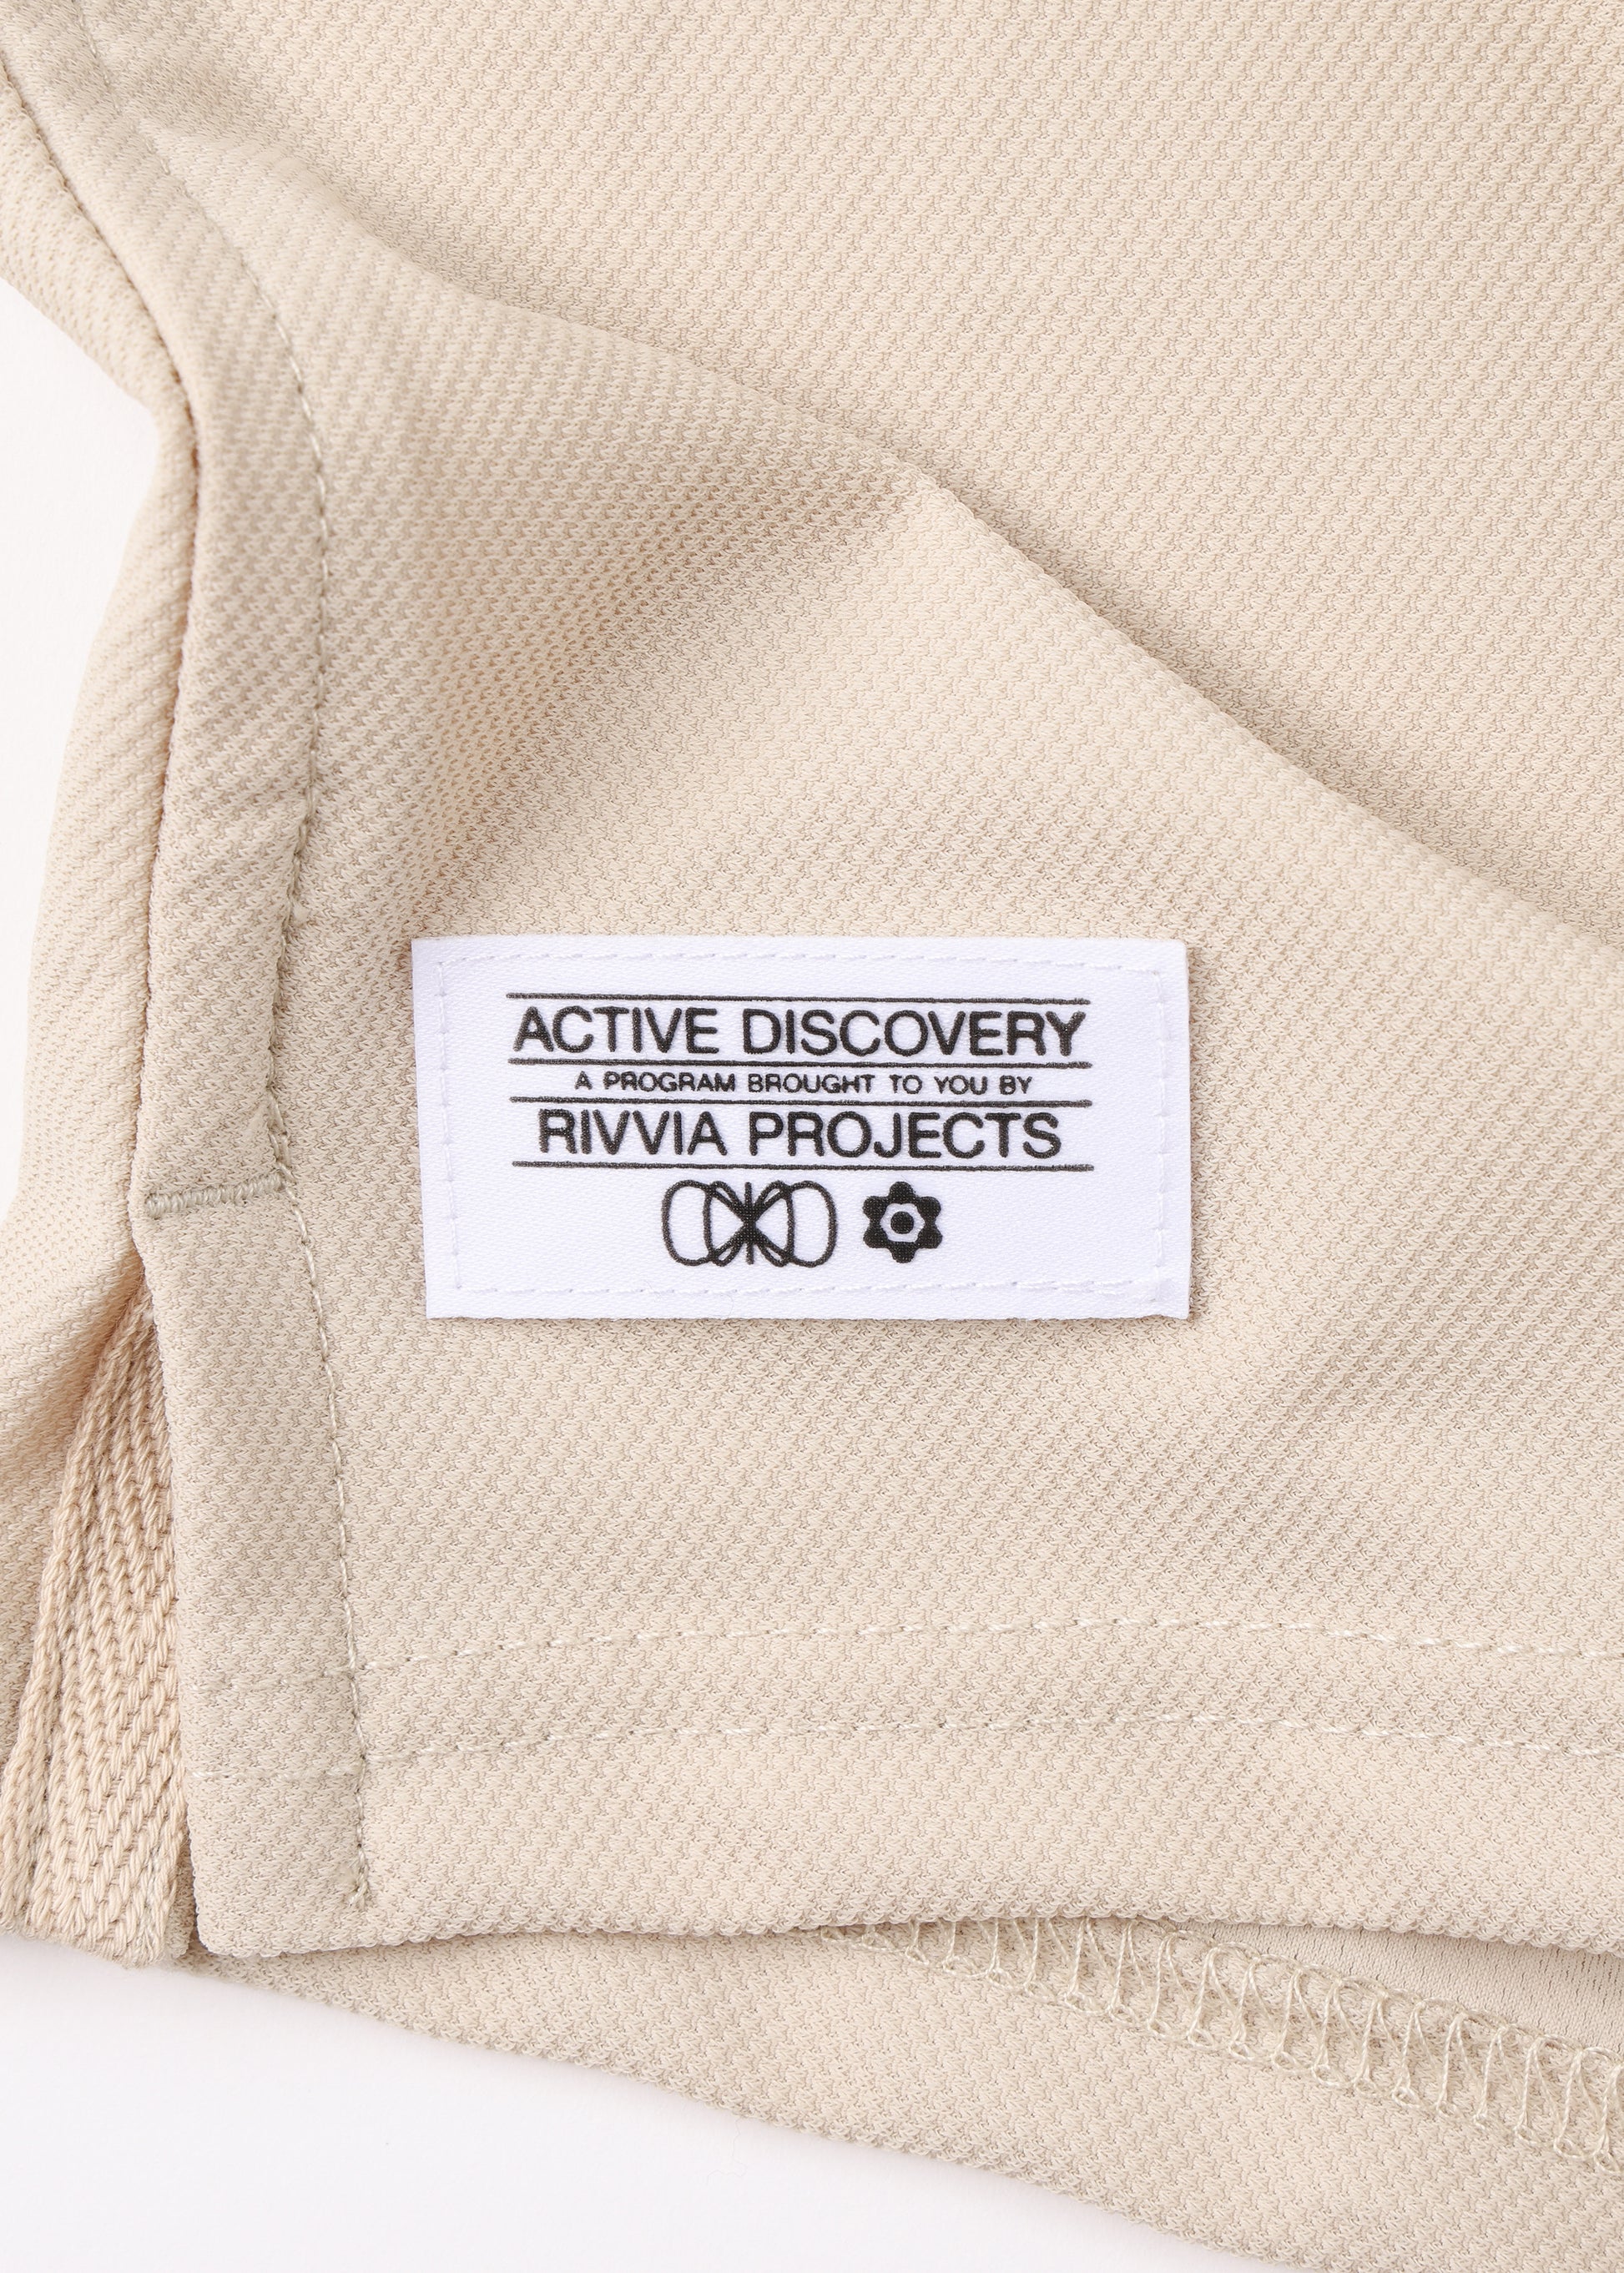 ACTIVE DISCOVERY
A PROGRAM BROUGHT TO YOU BY
RIVVIA PROJECTS